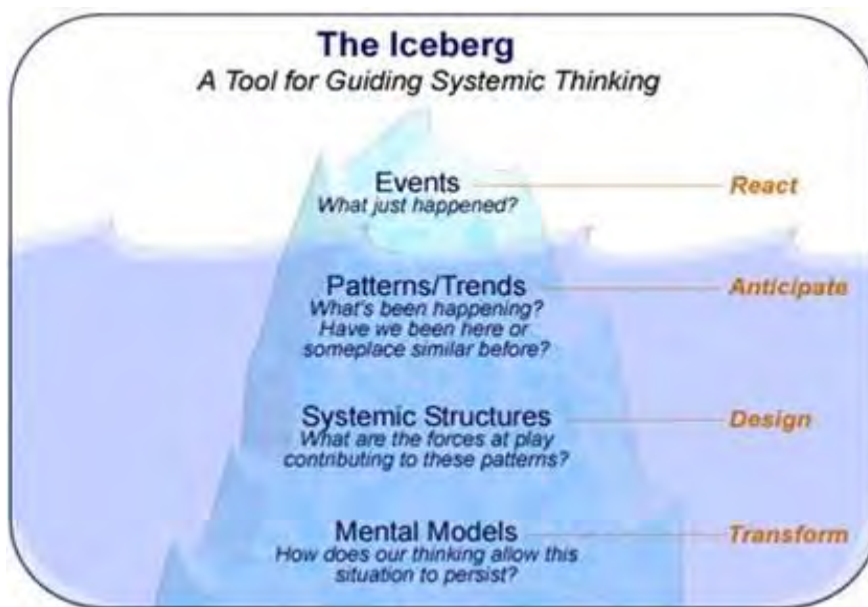 The Iceberg
A Tool for Guiding Systemic Thinking
Events
React
What just happened?
Patterns/Trends
Anticipate
What's been happening?
Have we been here or
someplace similar before?
Systemic Structures
Design
What are the forces at play
contributing to these patterns?
Mental Models
Transform
How does our thinking allow this
situation to persist?